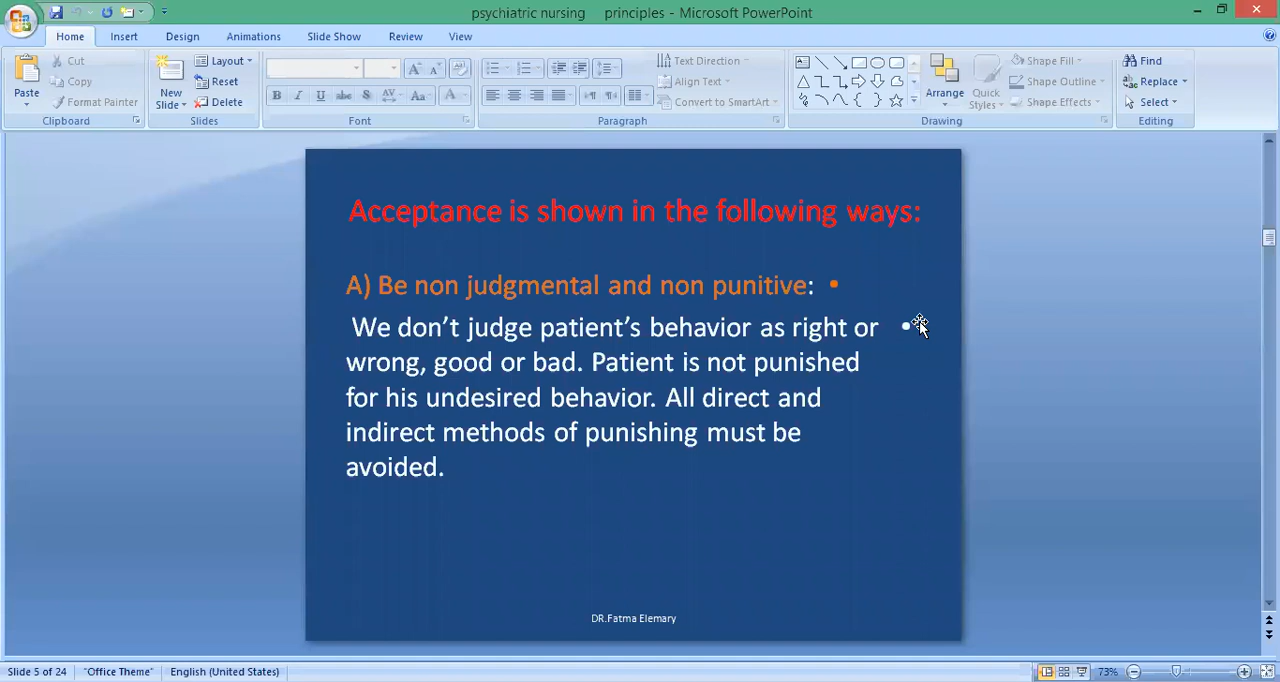 psychiatric nursing principles - Microsoft PowerPoint
Home Insert Design Animations Slide Show Review View
Paste
Cut
Copy
Format Painter
Clipboard
New Slide
Layout
Reset
Delete
Slides
B I U abc S AV Aa A
Font
Text Direction
Align Text
Convert to SmartArt
Paragraph
Arrange
Quick Styles
Shape Fill
Shape Outline
Shape Effects
Drawing
Find
Replace
Select
Editing
Acceptance is shown in the following ways:
A) Be non judgmental and non punitive: •
We don’t judge patient’s behavior as right or •
wrong, good or bad. Patient is not punished
for his undesired behavior. All direct and
indirect methods of punishing must be
avoided.
DR.Fatma Elemary
Slide 5 of 24 "Office Theme" English (United States) 73%